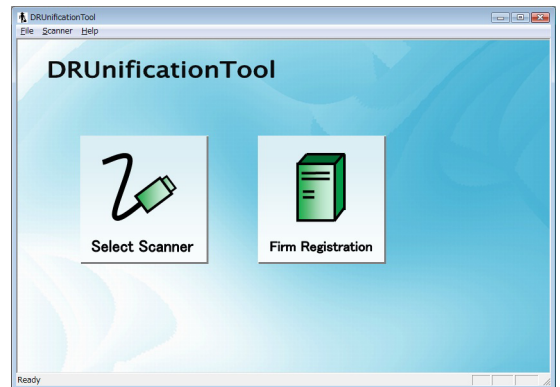 DRUnificationTool
File Scanner Help
DRUnificationTool
Select Scanner Firm Registration
Ready